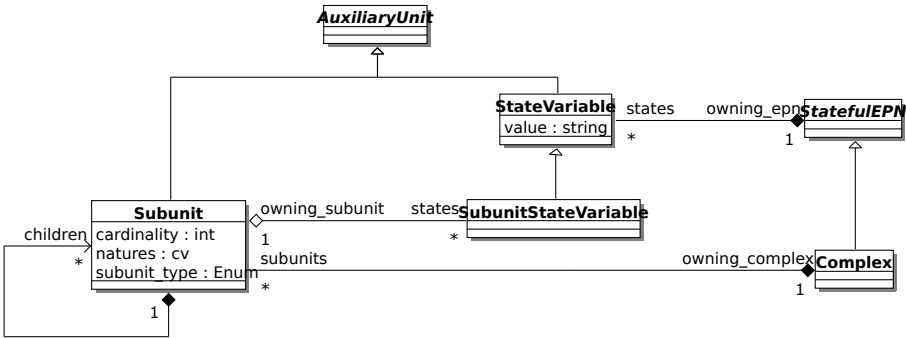 AuxiliaryUnit
StateVariable
value : string
states
*
owning_epn
1
StatefulEPN
Subunit
cardinality : int
natures : cv
subunit_type : Enum
children
*
1
owning_subunit
1
states
*
SubunitStateVariable
subunits
*
owning_complex
1
Complex